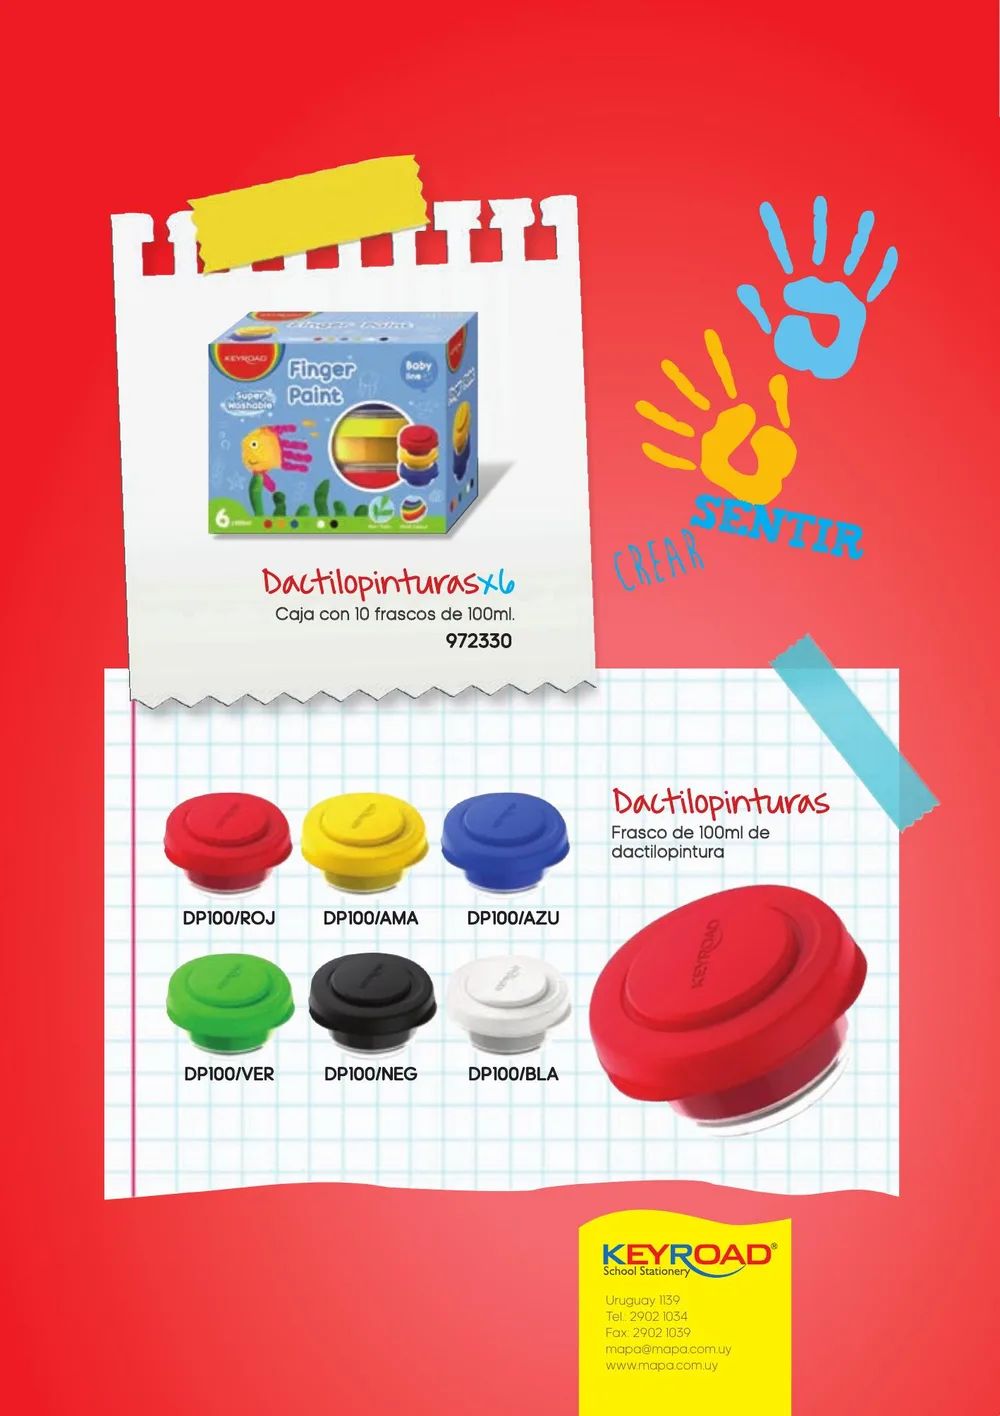 KEYROAD
Finger Paint
Finger
Paint
Baby
line
Super
Washable
6
Dactilopinturasx6
Caja con 10 frascos de 100ml.
972330
SENTIR
CREAR
Dactilopinturas
Frasco de 100ml de
dactilopintura
DP100/ROJ
DP100/AMA
DP100/AZU
KEYROAD
DP100/VER
DP100/NEG
DP100/BLA
KEYROAD®
School Stationery
Uruguay 1139
Tel.: 2902 1034
Fax: 2902 1039
mapa@mapa.com.uy
www.mapa.com.uy